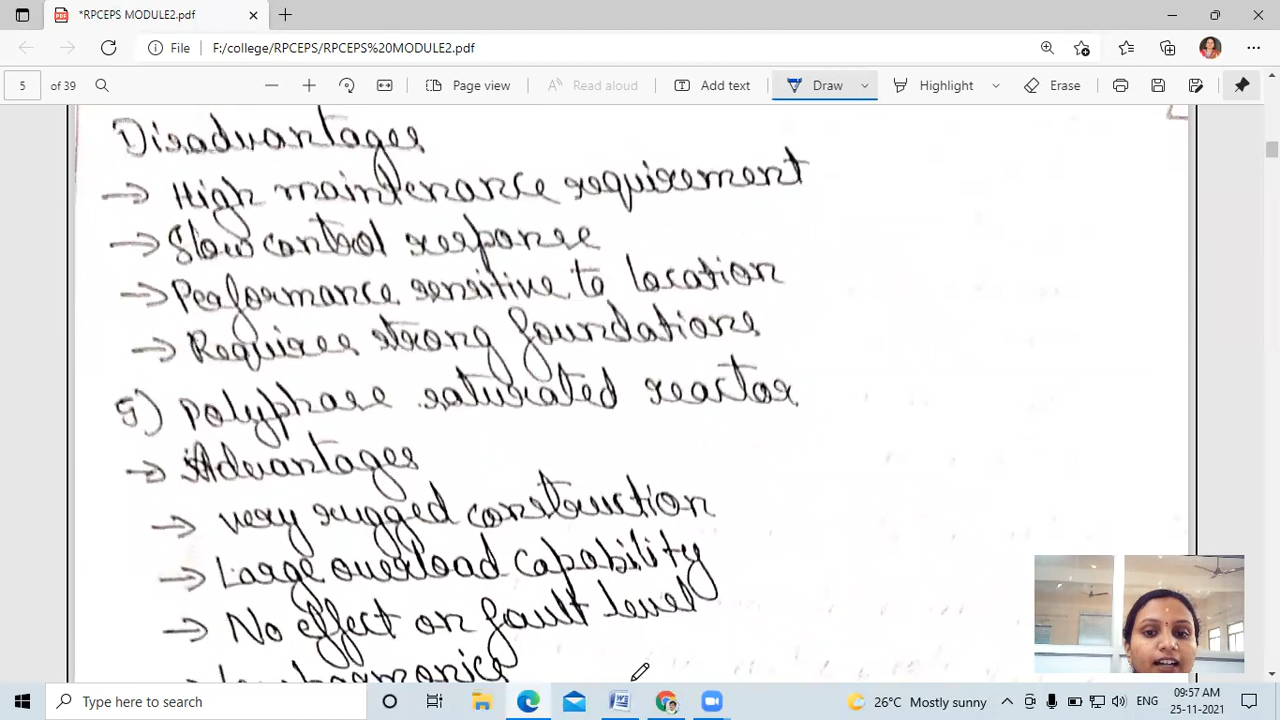 *RPCEPS MODULE2.pdf
File F:/college/RPCEPS/RPCEPS%20MODULE2.pdf
5 of 39 Page view Read aloud Add text Draw Highlight Erase
Disadvantages
→ High maintenance requirement
→ Slow control response
→ Performance sensitive to location
→ Requires strong foundations
5) Polyphase saturated reactor
→ Advantages
→ very rugged construction
→ Large overload capability
→ No effect on fault level
→ Low harmonics
Type here to search
26°C Mostly sunny ENG 09:57 AM
25-11-2021